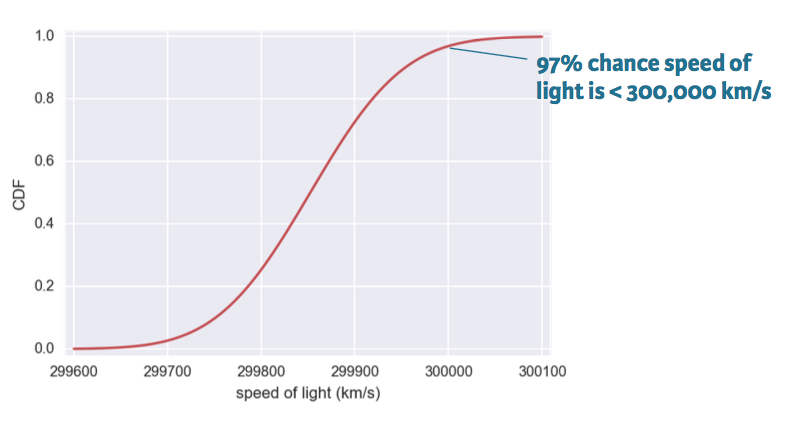 1.0
97% chance speed of
light is < 300,000 km/s
0.8
0.6
CDF
0.4
0.2
0.0
299600 299700 299800 299900 300000 300100
speed of light (km/s)